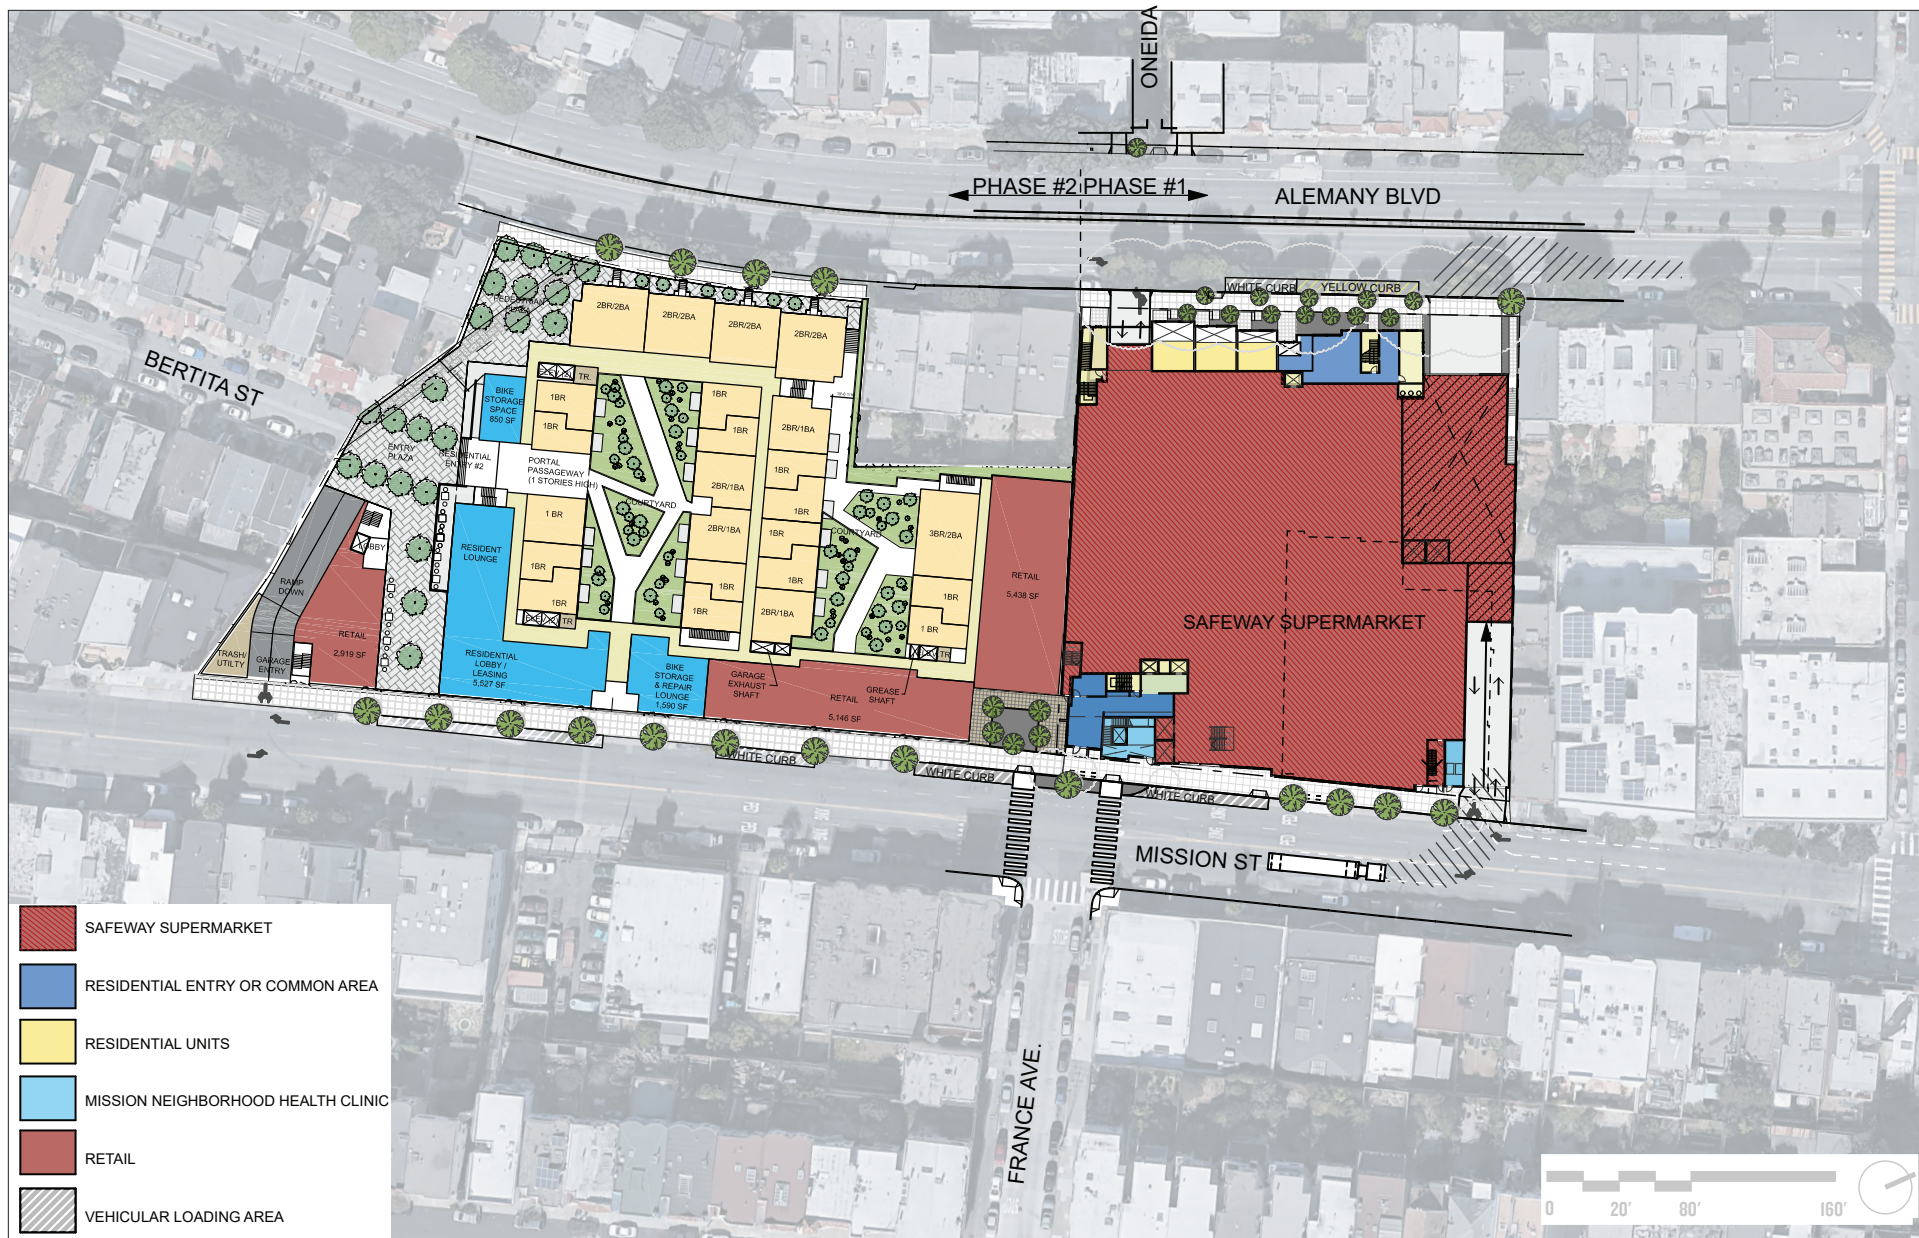 ONEIDA
PHASE #2
PHASE #1
ALEMANY BLVD
WHITE CURB
YELLOW CURB
BERTITA ST
PEDESTRIAN
PLAZA
2BR/2BA
2BR/2BA
2BR/2BA
2BR/2BA
TR.
BIKE
STORAGE
SPACE
850 SF
1BR
1BR
1BR
1BR
2BR/1BA
1BR
1BR
2BR/1BA
2BR/1BA
1BR
1BR
1BR
1BR
2BR/1BA
ENTRY
PLAZA
RESIDENTIAL
ENTRY #2
PORTAL
PASSAGEWAY
(1 STORIES HIGH)
COURTYARD
COURTYARD
3BR/2BA
1BR
1 BR
TR
1 BR
1BR
1BR
TR
RESIDENT
LOUNGE
LOBBY
RAMP
DOWN
RETAIL
2,919 SF
TRASH/
UTILTY
GARAGE
ENTRY
RESIDENTIAL
LOBBY /
LEASING
5,527 SF
BIKE
STORAGE
& REPAIR
LOUNGE
1,590 SF
GARAGE
EXHAUST
SHAFT
RETAIL
5,146 SF
GREASE
SHAFT
RETAIL
5,438 SF
SAFEWAY SUPERMARKET
WHITE CURB
WHITE CURB
WHITE CURB
MISSION ST
FRANCE AVE.
SAFEWAY SUPERMARKET
RESIDENTIAL ENTRY OR COMMON AREA
RESIDENTIAL UNITS
MISSION NEIGHBORHOOD HEALTH CLINIC
RETAIL
VEHICULAR LOADING AREA
0 20' 80' 160'